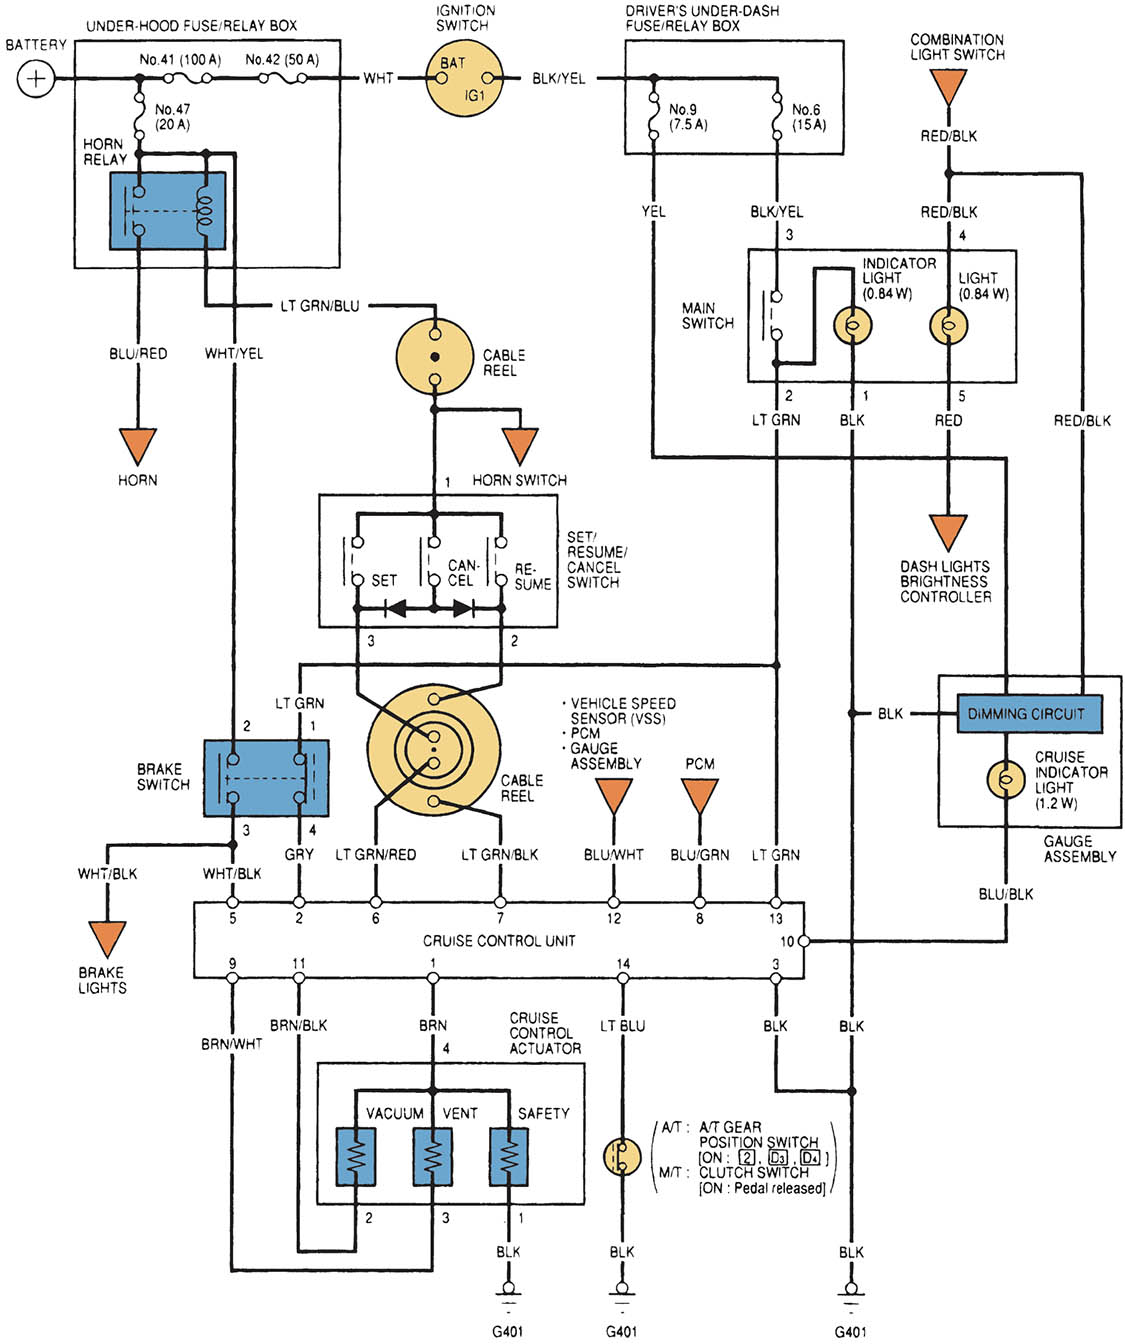 UNDER-HOOD FUSE/RELAY BOX
IGNITION
SWITCH
DRIVER'S UNDER-DASH
FUSE/RELAY BOX
COMBINATION
LIGHT SWITCH
BATTERY
No.41 (100 A)
No.42 (50 A)
WHT
BAT
IG1
BLK/YEL
No.47
(20 A)
No.9
(7.5 A)
No.6
(15 A)
RED/BLK
HORN
RELAY
YEL
BLK/YEL
RED/BLK
3
4
INDICATOR
LIGHT
(0.84 W)
LIGHT
(0.84 W)
MAIN
SWITCH
LT GRN/BLU
BLU/RED
WHT/YEL
CABLE
REEL
2
1
5
LT GRN
BLK
RED
RED/BLK
HORN
HORN SWITCH
1
SET/
RESUME/
CANCEL
SWITCH
SET
CAN-
CEL
RE-
SUME
DASH LIGHTS
BRIGHTNESS
CONTROLLER
3
2
LT GRN
· VEHICLE SPEED
SENSOR (VSS)
· PCM
· GAUGE
ASSEMBLY
PCM
BLK
DIMMING CIRCUIT
2
1
BRAKE
SWITCH
CABLE
REEL
CRUISE
INDICATOR
LIGHT
(1.2 W)
3
4
GAUGE
ASSEMBLY
GRY
LT GRN/RED
LT GRN/BLK
BLU/WHT
BLU/GRN
LT GRN
WHT/BLK
WHT/BLK
BLU/BLK
5
2
6
7
12
8
13
CRUISE CONTROL UNIT
10
BRAKE
LIGHTS
9
11
1
14
3
BRN/WHT
BRN/BLK
BRN
CRUISE
CONTROL
ACTUATOR
LT BLU
BLK
BLK
4
VACUUM
VENT
SAFETY
A/T : A/T GEAR
POSITION SWITCH
[ON : 2 , D3 , D4 ]
M/T : CLUTCH SWITCH
[ON : Pedal released]
2
3
1
BLK
BLK
BLK
G401
G401
G401